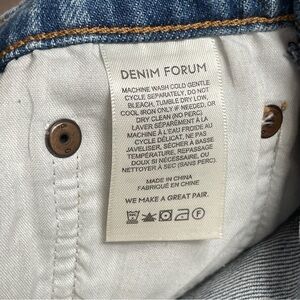 DENIM FORUM
MACHINE WASH COLD GENTLE
CYCLE SEPARATELY, DO NOT
BLEACH, TUMBLE DRY LOW,
COOL IRON ONLY IF NEEDED, OR
DRY CLEAN (NO PERC)
LAVER SÉPARÉMENT À LA
MACHINE À L'EAU FROIDE AU
CYCLE DÉLICAT, NE PAS
JAVELISER, SÉCHER À BASSE
TEMPÉRATURE, REPASSAGE
DOUX SI NÉCESSAIRE, OU
NETTOYER À SEC (SANS PERC).
MADE IN CHINA
FABRIQUÉ EN CHINE
WE MAKE A GREAT PAIR.
F